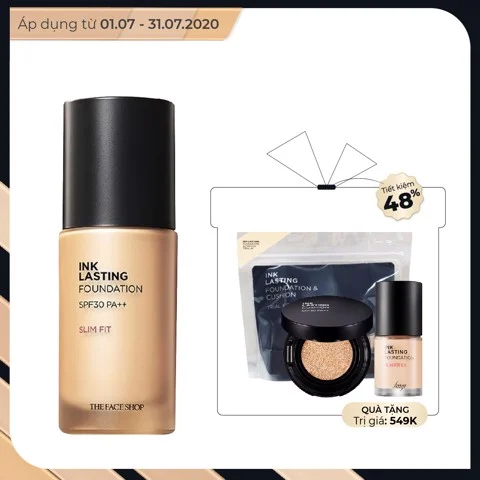 Áp dụng từ 01.07 - 31.07.2020
INK
LASTING
FOUNDATION
SPF30 PA++
SLIM FIT
THE FACE SHOP
Tiết kiệm
48%
INK
LASTING
FOUNDATION &
CUSHION
INK
LASTING
FOUNDATION
QUÀ TẶNG
Trị giá: 549K